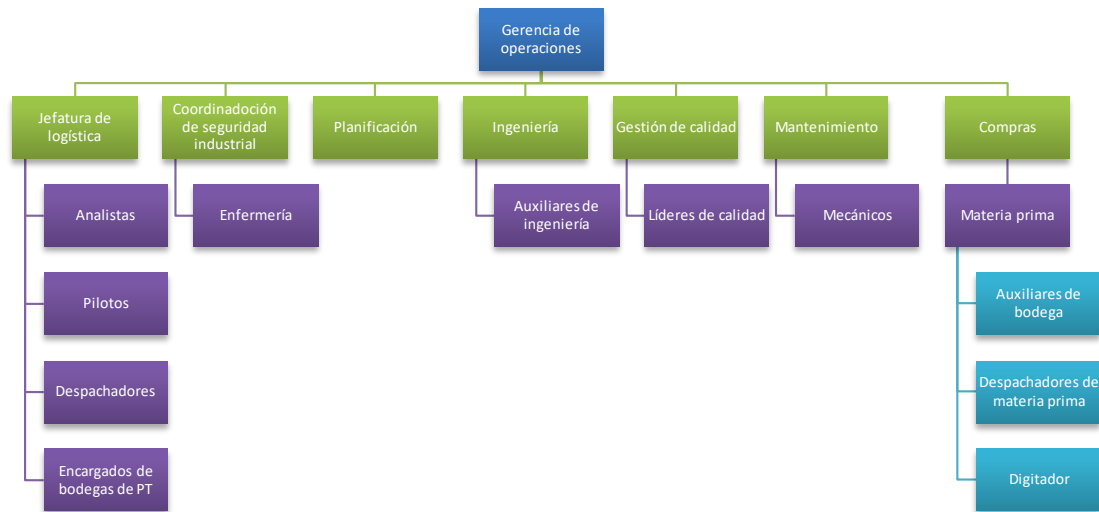 Gerencia de
operaciones
Jefatura de
logística
Coordinadoción
de seguridad
industrial
Planificación
Ingeniería
Gestión de calidad
Mantenimiento
Compras
Analistas
Enfermería
Auxiliares de
ingeniería
Líderes de calidad
Mecánicos
Materia prima
Pilotos
Auxiliares de
bodega
Despachadores
Despachadores de
materia prima
Encargados de
bodegas de PT
Digitador